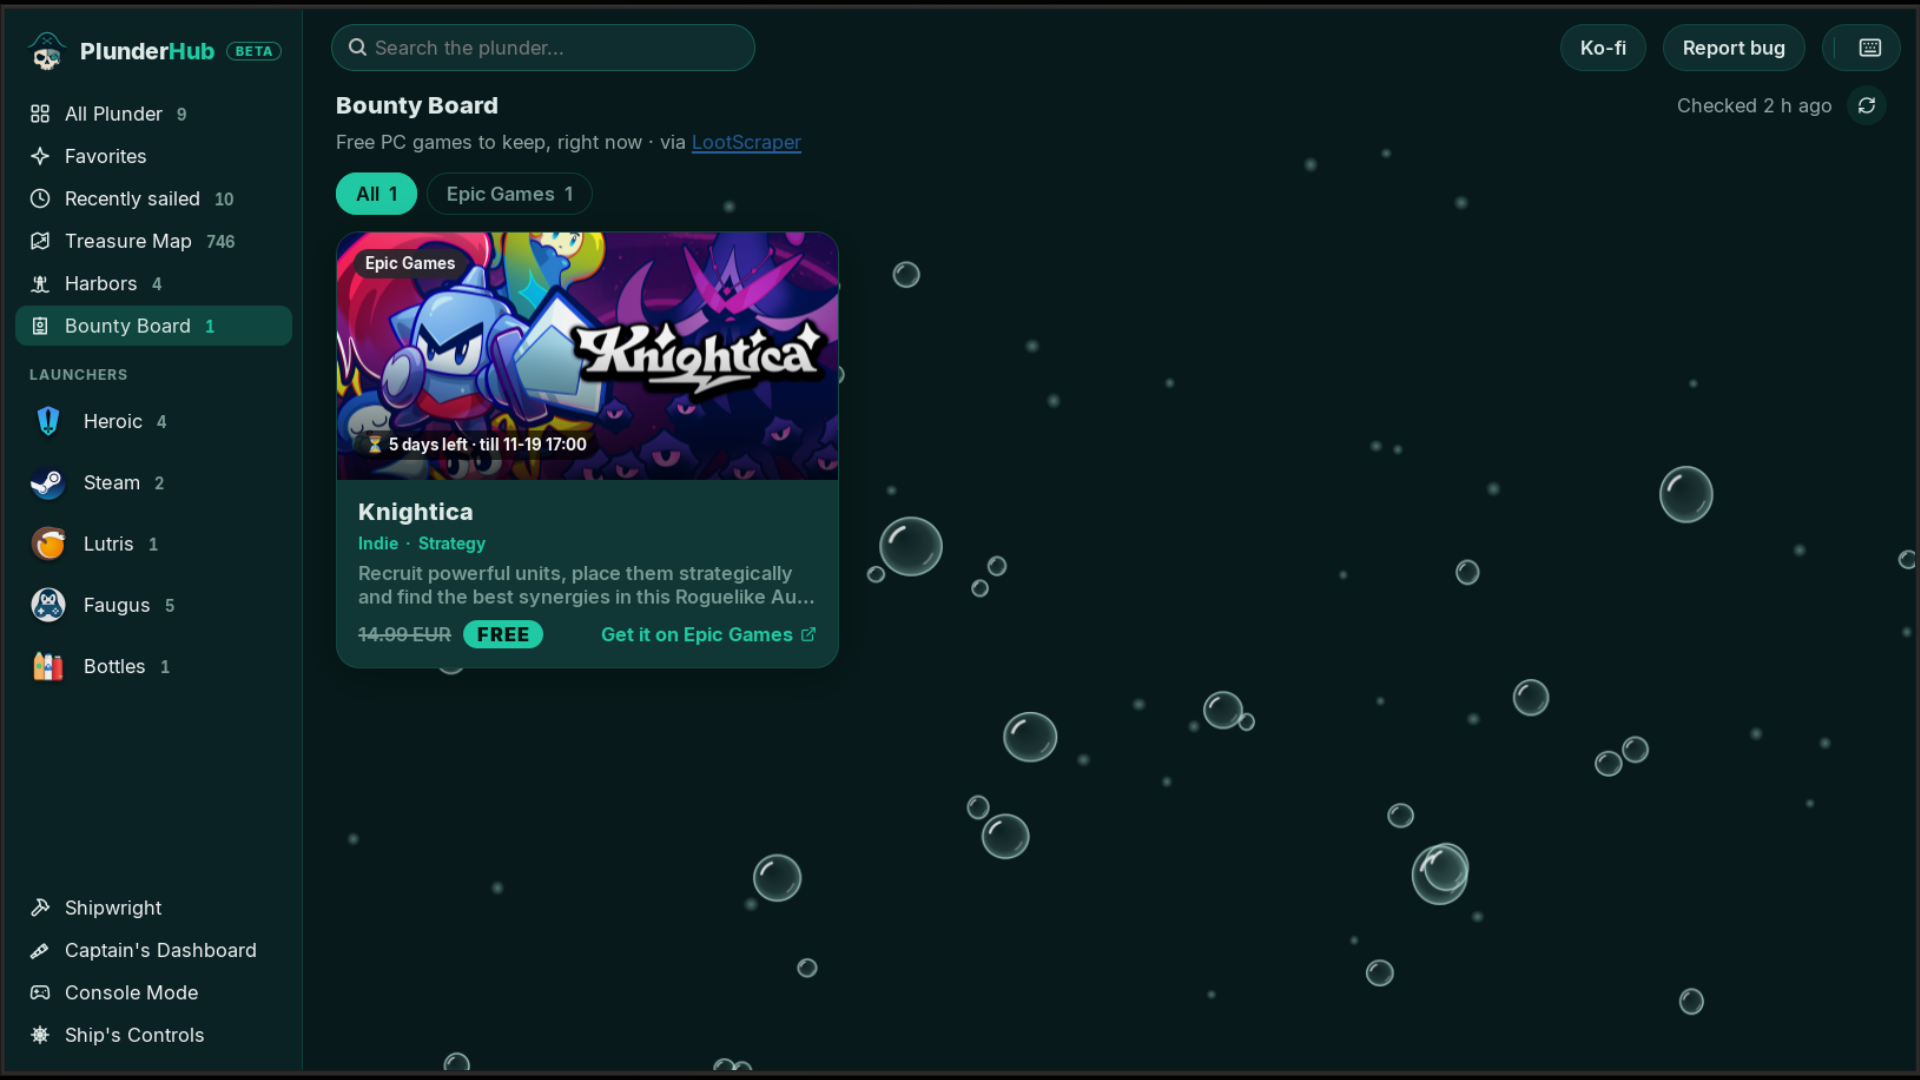 PlunderHub BETA
Search the plunder...
Ko-fi
Report bug
All Plunder 9
Favorites
Recently sailed 10
Treasure Map 746
Harbors 4
Bounty Board 1
LAUNCHERS
Heroic 4
Steam 2
Lutris 1
Faugus 5
Bottles 1
Shipwright
Captain's Dashboard
Console Mode
Ship's Controls
Bounty Board
Checked 2 h ago
Free PC games to keep, right now · via LootScraper
All 1
Epic Games 1
Epic Games
Knightica
⏳ 5 days left · till 11-19 17:00
Knightica
Indie · Strategy
Recruit powerful units, place them strategically
and find the best synergies in this Roguelike Au...
14.99 EUR FREE
Get it on Epic Games